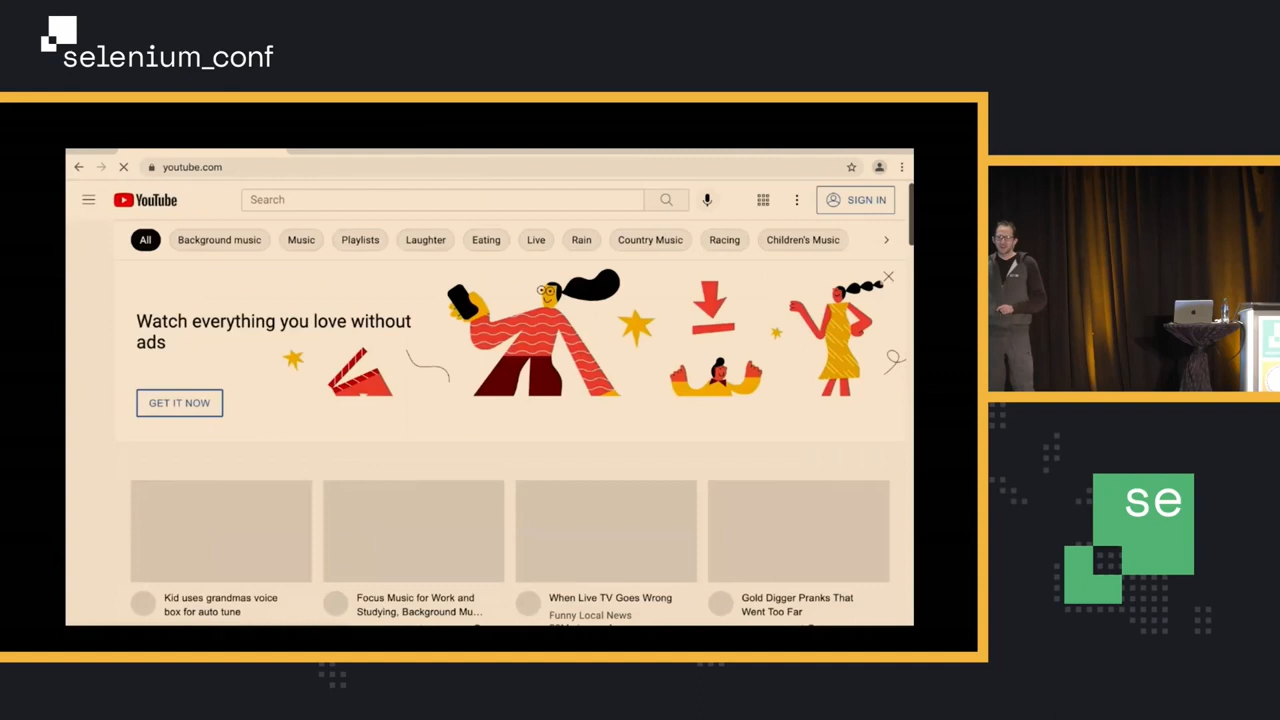 selenium_conf
youtube.com
YouTube
Search
SIGN IN
All
Background music
Music
Playlists
Laughter
Eating
Live
Rain
Country Music
Racing
Children's Music
Watch everything you love without
ads
GET IT NOW
Kid uses grandmas voice
box for auto tune
Focus Music for Work and
Studying, Background Mu...
When Live TV Goes Wrong
Funny Local News
Gold Digger Pranks That
Went Too Far
se